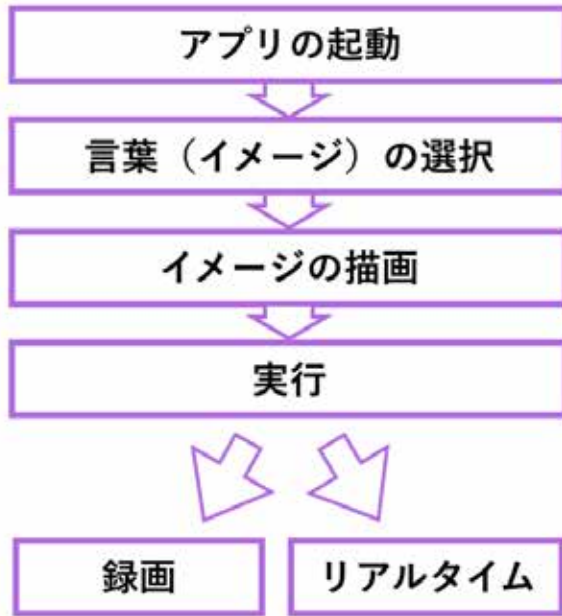 アプリの起動
言葉（イメージ）の選択
イメージの描画
実行
録画
リアルタイム